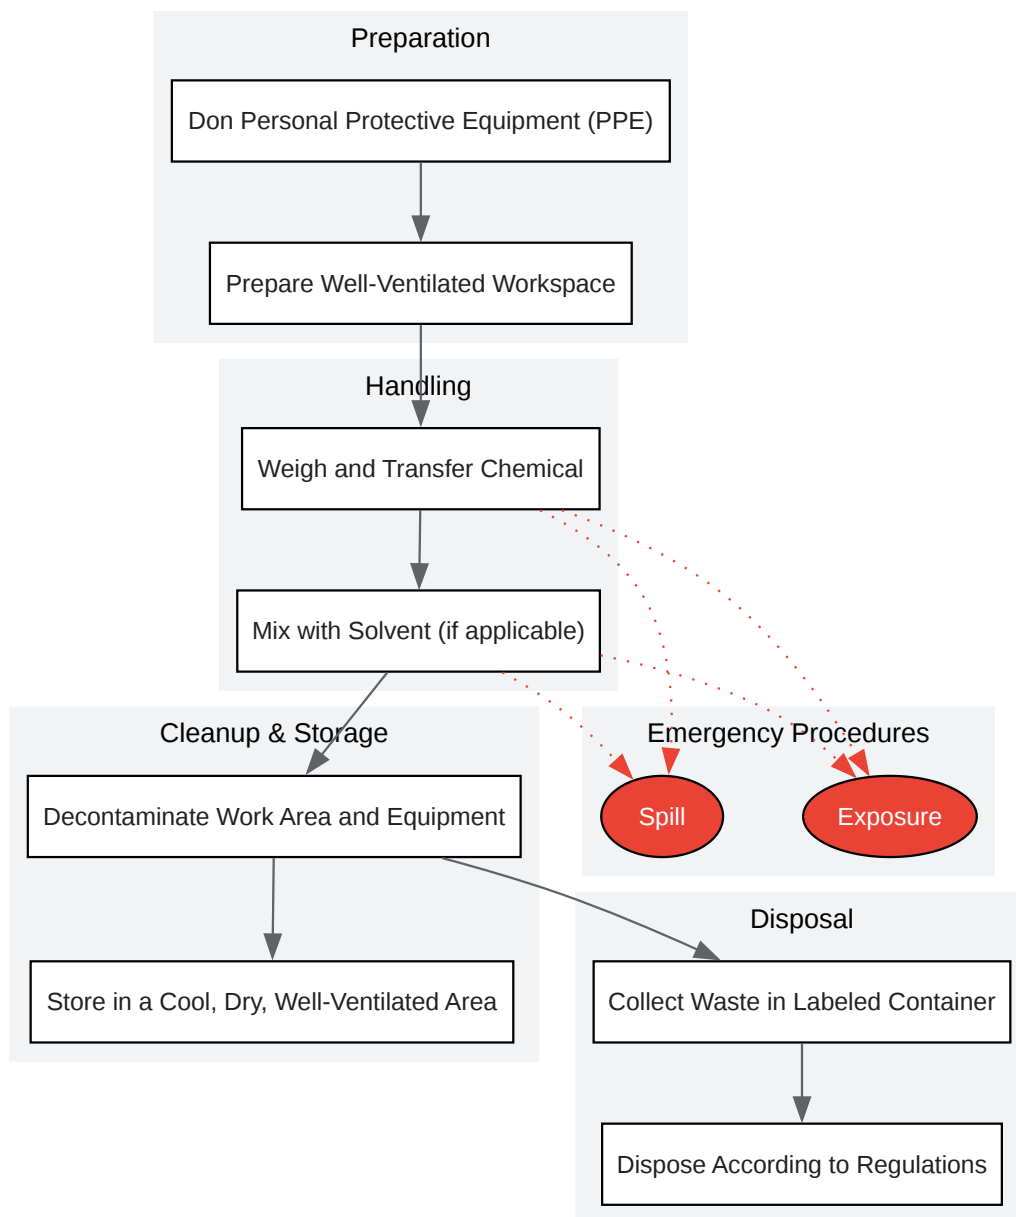 Preparation
Don Personal Protective Equipment (PPE)
Prepare Well-Ventilated Workspace
Handling
Weigh and Transfer Chemical
Mix with Solvent (if applicable)
Cleanup & Storage
Decontaminate Work Area and Equipment
Store in a Cool, Dry, Well-Ventilated Area
Emergency Procedures
Spill
Exposure
Disposal
Collect Waste in Labeled Container
Dispose According to Regulations